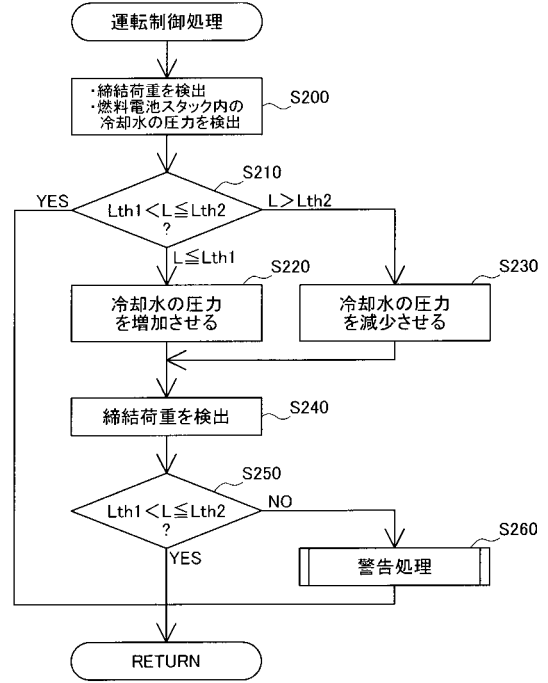 運転制御処理
・締結荷重を検出
・燃料電池スタック内の
冷却水の圧力を検出
S200
S210
YES
Lth1<L≦Lth2
?
L>Lth2
L≦Lth1
S220
S230
冷却水の圧力
を増加させる
冷却水の圧力
を減少させる
締結荷重を検出
S240
S250
Lth1<L≦Lth2
?
NO
YES
S260
警告処理
RETURN